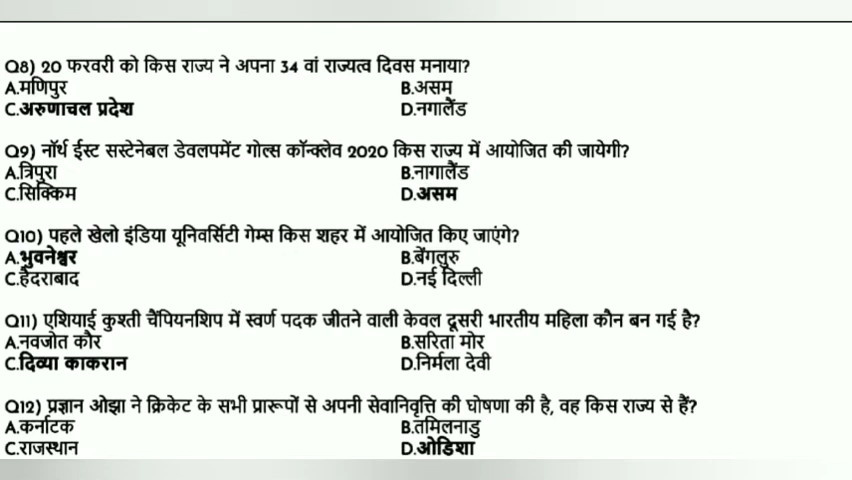 Q8) 20 फरवरी को किस राज्य ने अपना 34 वां राज्यत्व दिवस मनाया?
A.मणिपुर B.असम
C.अरुणाचल प्रदेश D.नगालैंड
Q9) नॉर्थ ईस्ट सस्टेनेबल डेवलपमेंट गोल्स कॉन्क्लेव 2020 किस राज्य में आयोजित की जायेगी?
A.त्रिपुरा B.नागालैंड
C.सिक्किम D.असम
Q10) पहले खेलो इंडिया यूनिवर्सिटी गेम्स किस शहर में आयोजित किए जाएंगे?
A.भुवनेश्वर B.बेंगलुरु
C.हैदराबाद D.नई दिल्ली
Q11) एशियाई कुश्ती चैंपियनशिप में स्वर्ण पदक जीतने वाली केवल दूसरी भारतीय महिला कौन बन गई है?
A.नवजोत कौर B.सरिता मोर
C.दिव्या काकरान D.निर्मला देवी
Q12) प्रज्ञान ओझा ने क्रिकेट के सभी प्रारूपों से अपनी सेवानिवृत्ति की घोषणा की है, वह किस राज्य से हैं?
A.कर्नाटक B.तमिलनाडु
C.राजस्थान D.ओडिशा